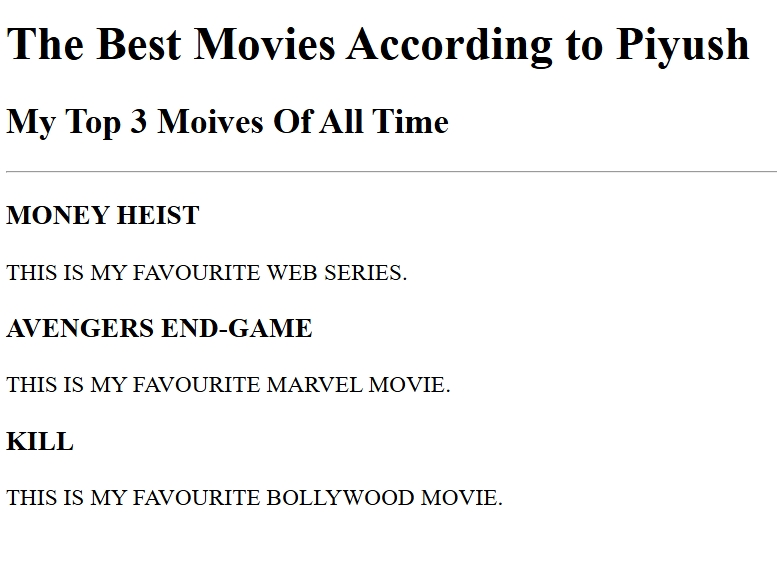 The Best Movies According to Piyush
My Top 3 Moives Of All Time
MONEY HEIST
THIS IS MY FAVOURITE WEB SERIES.
AVENGERS END-GAME
THIS IS MY FAVOURITE MARVEL MOVIE.
KILL
THIS IS MY FAVOURITE BOLLYWOOD MOVIE.